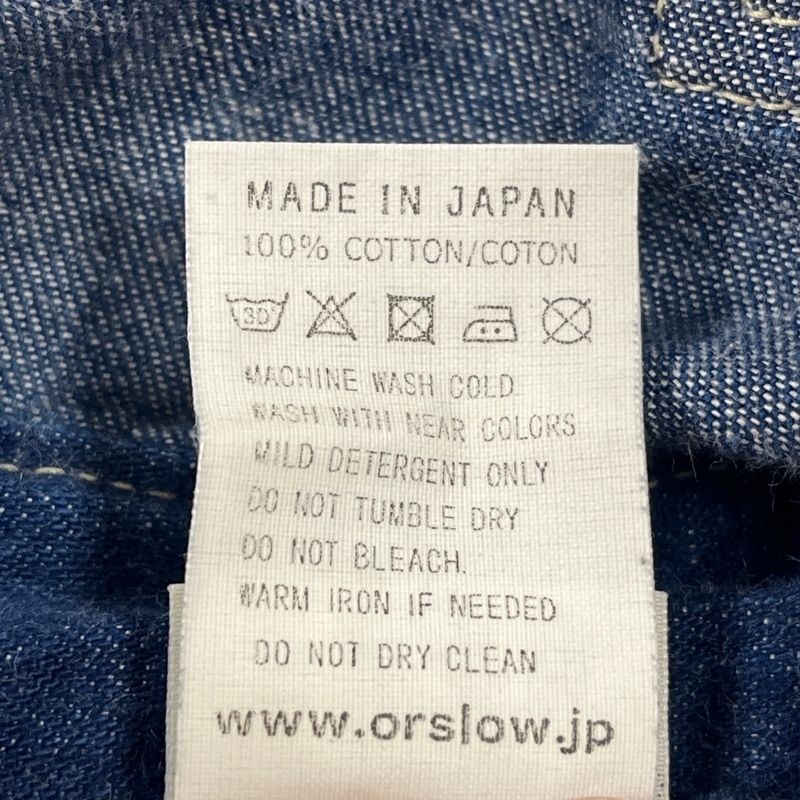 MADE IN JAPAN
100% COTTON/COTON
30
MACHINE WASH COLD
WASH WITH NEAR COLORS
MILD DETERGENT ONLY
DO NOT TUMBLE DRY
DO NOT BLEACH.
WARM IRON IF NEEDED
DO NOT DRY CLEAN
www.orslow.jp